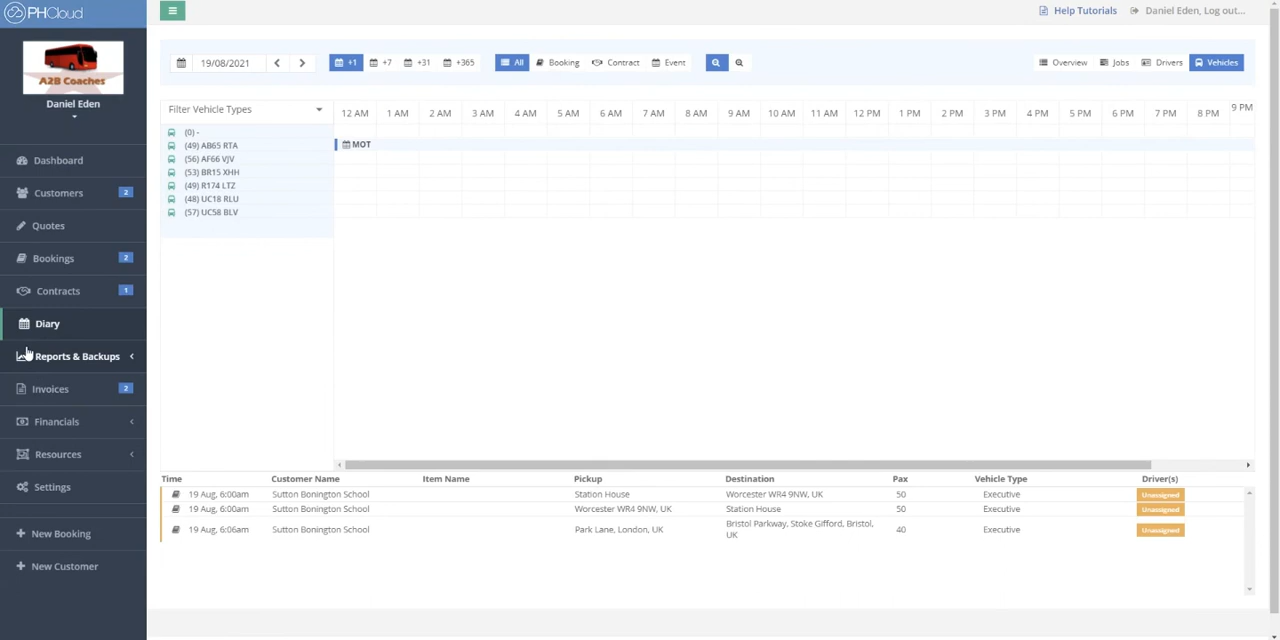 PHCloud
Help Tutorials
Daniel Eden, Log out...
A2B Coaches
Daniel Eden
Dashboard
Customers 2
Quotes
Bookings 2
Contracts 1
Diary
Reports & Backups
Invoices 2
Financials
Resources
Settings
New Booking
New Customer
19/08/2021
+1 +7 +31 +365
All Booking Contract Event
Overview Jobs Drivers Vehicles
Filter Vehicle Types
12 AM 1 AM 2 AM 3 AM 4 AM 5 AM 6 AM 7 AM 8 AM 9 AM 10 AM 11 AM 12 PM 1 PM 2 PM 3 PM 4 PM 5 PM 6 PM 7 PM 8 PM 9 PM
(0) -
(49) AB65 RTA
MOT
(56) AF66 VJV
(53) BR15 XHH
(49) R174 LTZ
(48) UC18 RLU
(57) UC58 BLV
Time Customer Name Item Name Pickup Destination Pax Vehicle Type Driver(s)
19 Aug, 6:00am Sutton Bonington School Station House Worcester WR4 9NW, UK 50 Executive Unassigned
19 Aug, 6:00am Sutton Bonington School Worcester WR4 9NW, UK Station House 50 Executive Unassigned
19 Aug, 6:06am Sutton Bonington School Park Lane, London, UK Bristol Parkway, Stoke Gifford, Bristol, 40 Executive Unassigned
UK